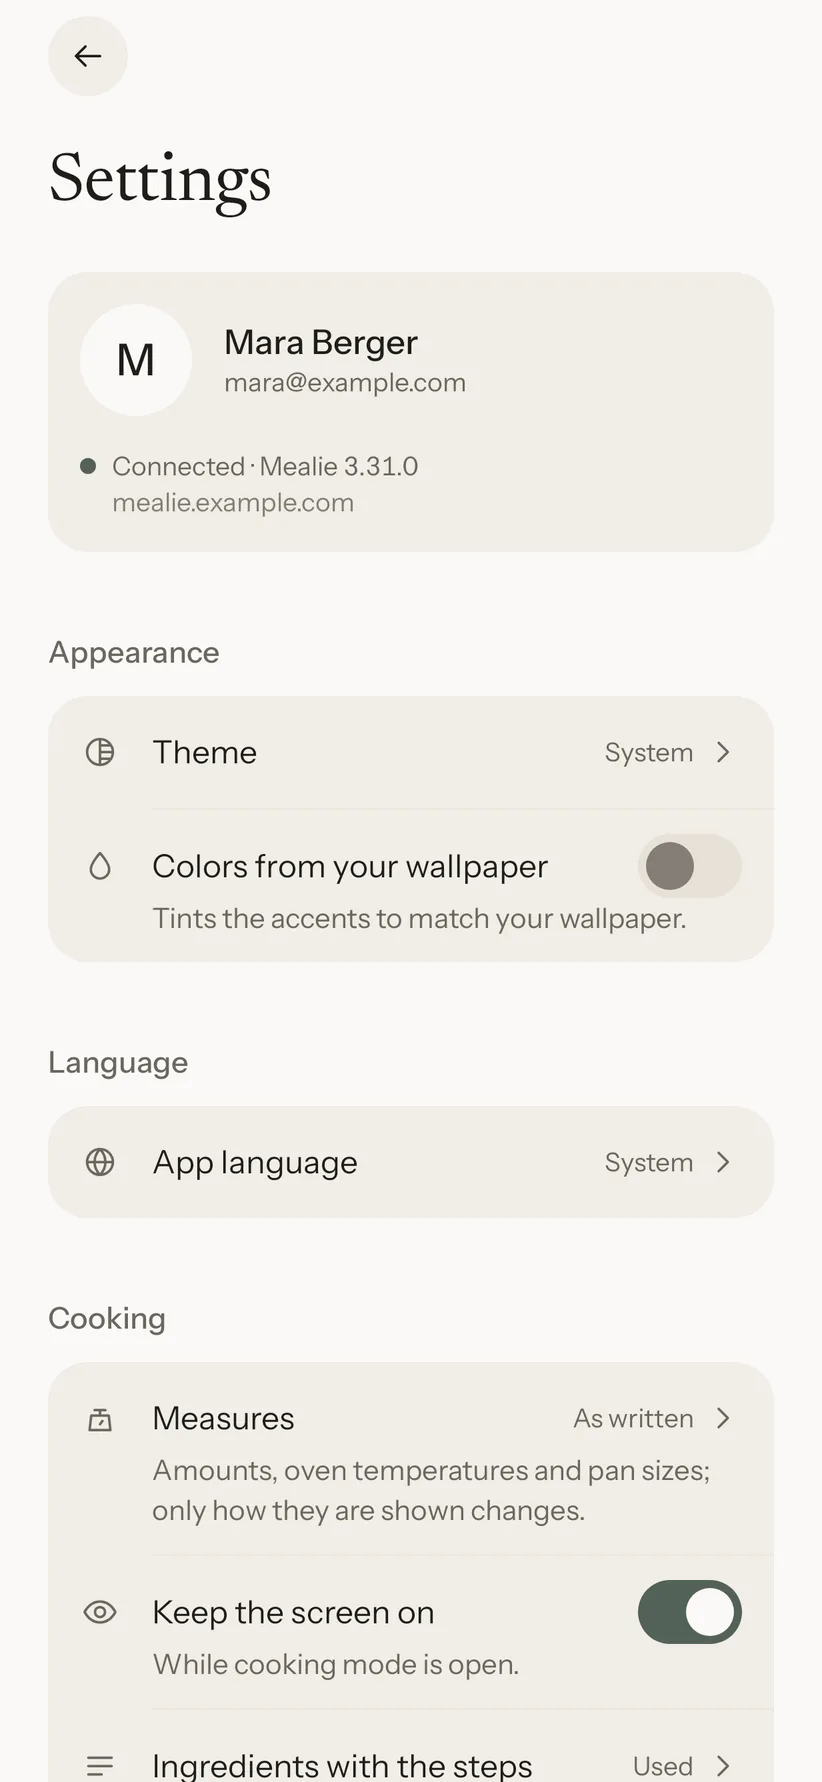 Settings
M
Mara Berger
mara@example.com
Connected · Mealie 3.31.0
mealie.example.com
Appearance
Theme
System
Colors from your wallpaper
Tints the accents to match your wallpaper.
Language
App language
System
Cooking
Measures
As written
Amounts, oven temperatures and pan sizes;
only how they are shown changes.
Keep the screen on
While cooking mode is open.
Ingredients with the steps
Used